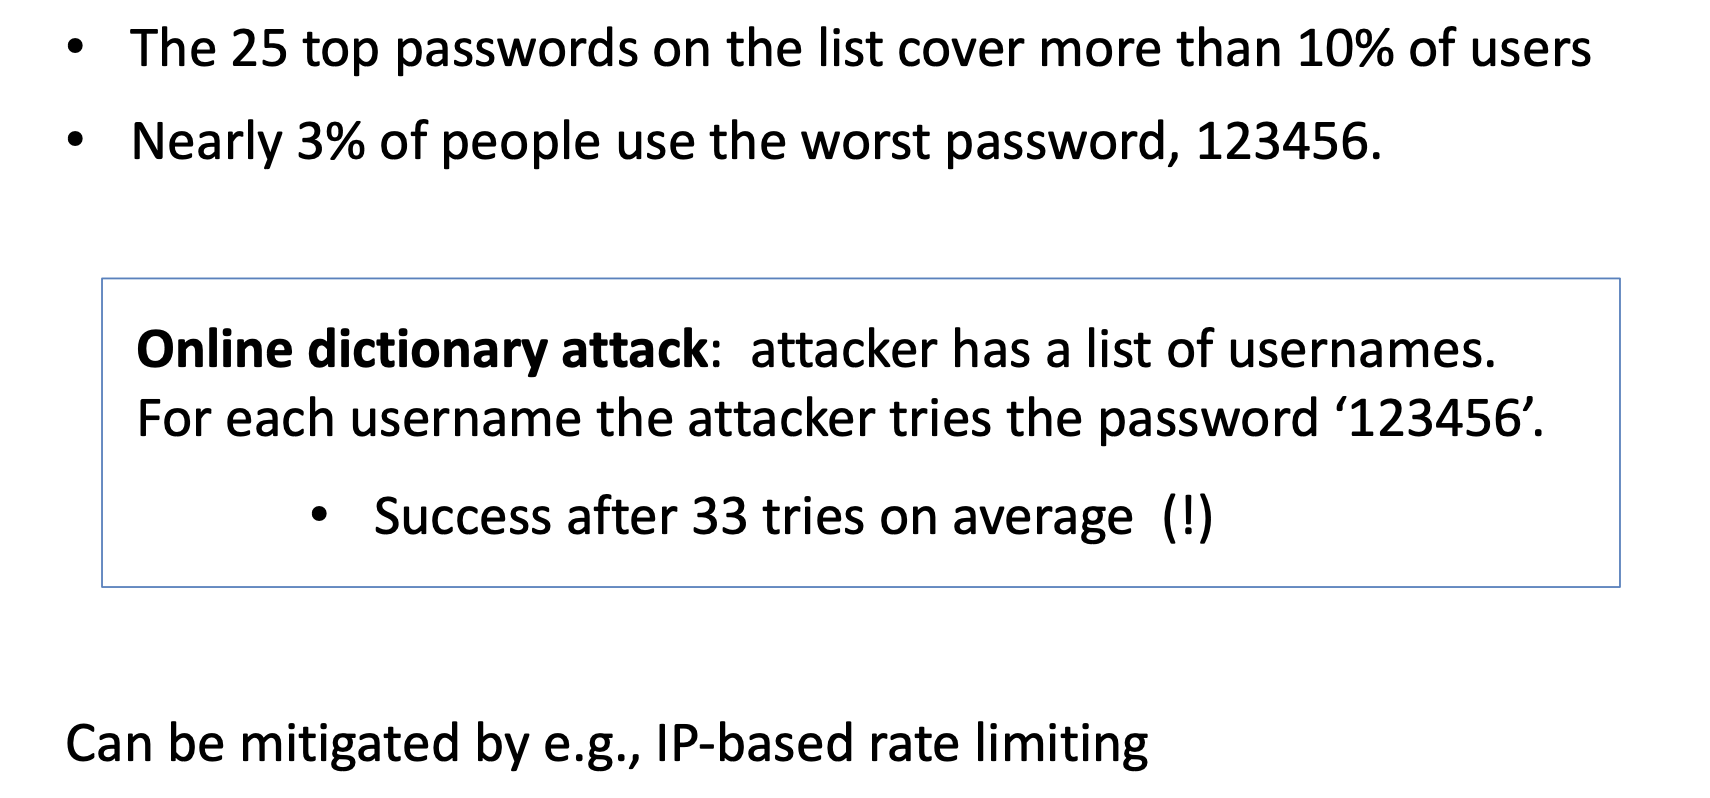 • The 25 top passwords on the list cover more than 10% of users
• Nearly 3% of people use the worst password, 123456.
Online dictionary attack:  attacker has a list of usernames.
For each username the attacker tries the password ‘123456’.
• Success after 33 tries on average  (!)
Can be mitigated by e.g., IP-based rate limiting